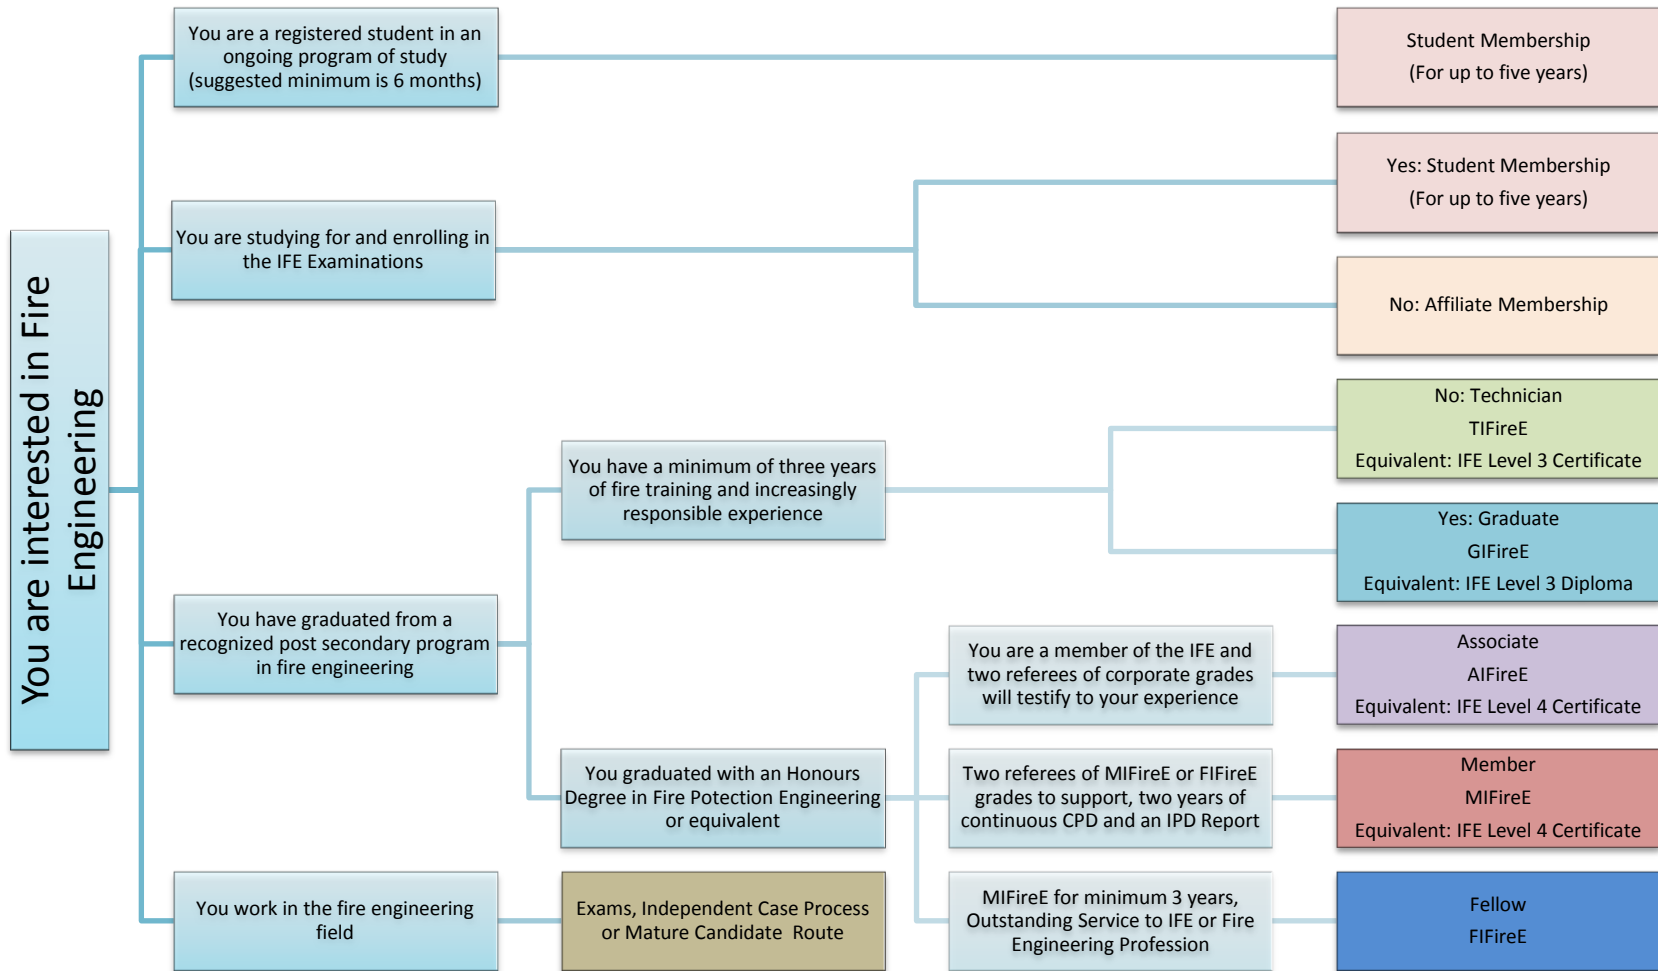 You are interested in Fire
Engineering
You are a registered student in an
ongoing program of study
(suggested minimum is 6 months)
Student Membership
(For up to five years)
You are studying for and enrolling in
the IFE Examinations
Yes: Student Membership
(For up to five years)
No: Affiliate Membership
You have graduated from a
recognized post secondary program
in fire engineering
You have a minimum of three years
of fire training and increasingly
responsible experience
No: Technician
TIFireE
Equivalent: IFE Level 3 Certificate
Yes: Graduate
GIFireE
Equivalent: IFE Level 3 Diploma
You graduated with an Honours
Degree in Fire Potection Engineering
or equivalent
You are a member of the IFE and
two referees of corporate grades
will testify to your experience
Associate
AIFireE
Equivalent: IFE Level 4 Certificate
Two referees of MIFireE or FIFireE
grades to support, two years of
continuous CPD and an IPD Report
Member
MIFireE
Equivalent: IFE Level 4 Certificate
MIFireE for minimum 3 years,
Outstanding Service to IFE or Fire
Engineering Profession
Fellow
FIFireE
You work in the fire engineering
field
Exams, Independent Case Process
or Mature Candidate  Route